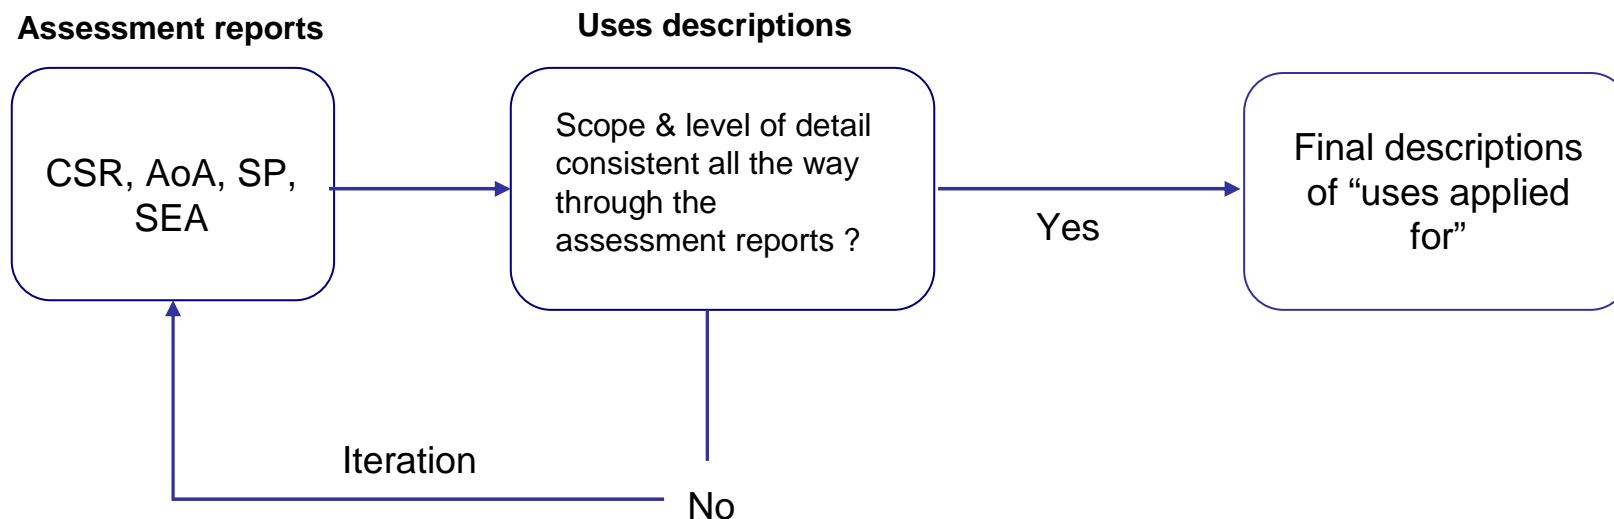 Assessment reports
Uses descriptions
CSR, AoA, SP,
SEA
Scope & level of detail
consistent all the way
through the
assessment reports ?
Yes
Final descriptions
of “uses applied
for”
Iteration
No